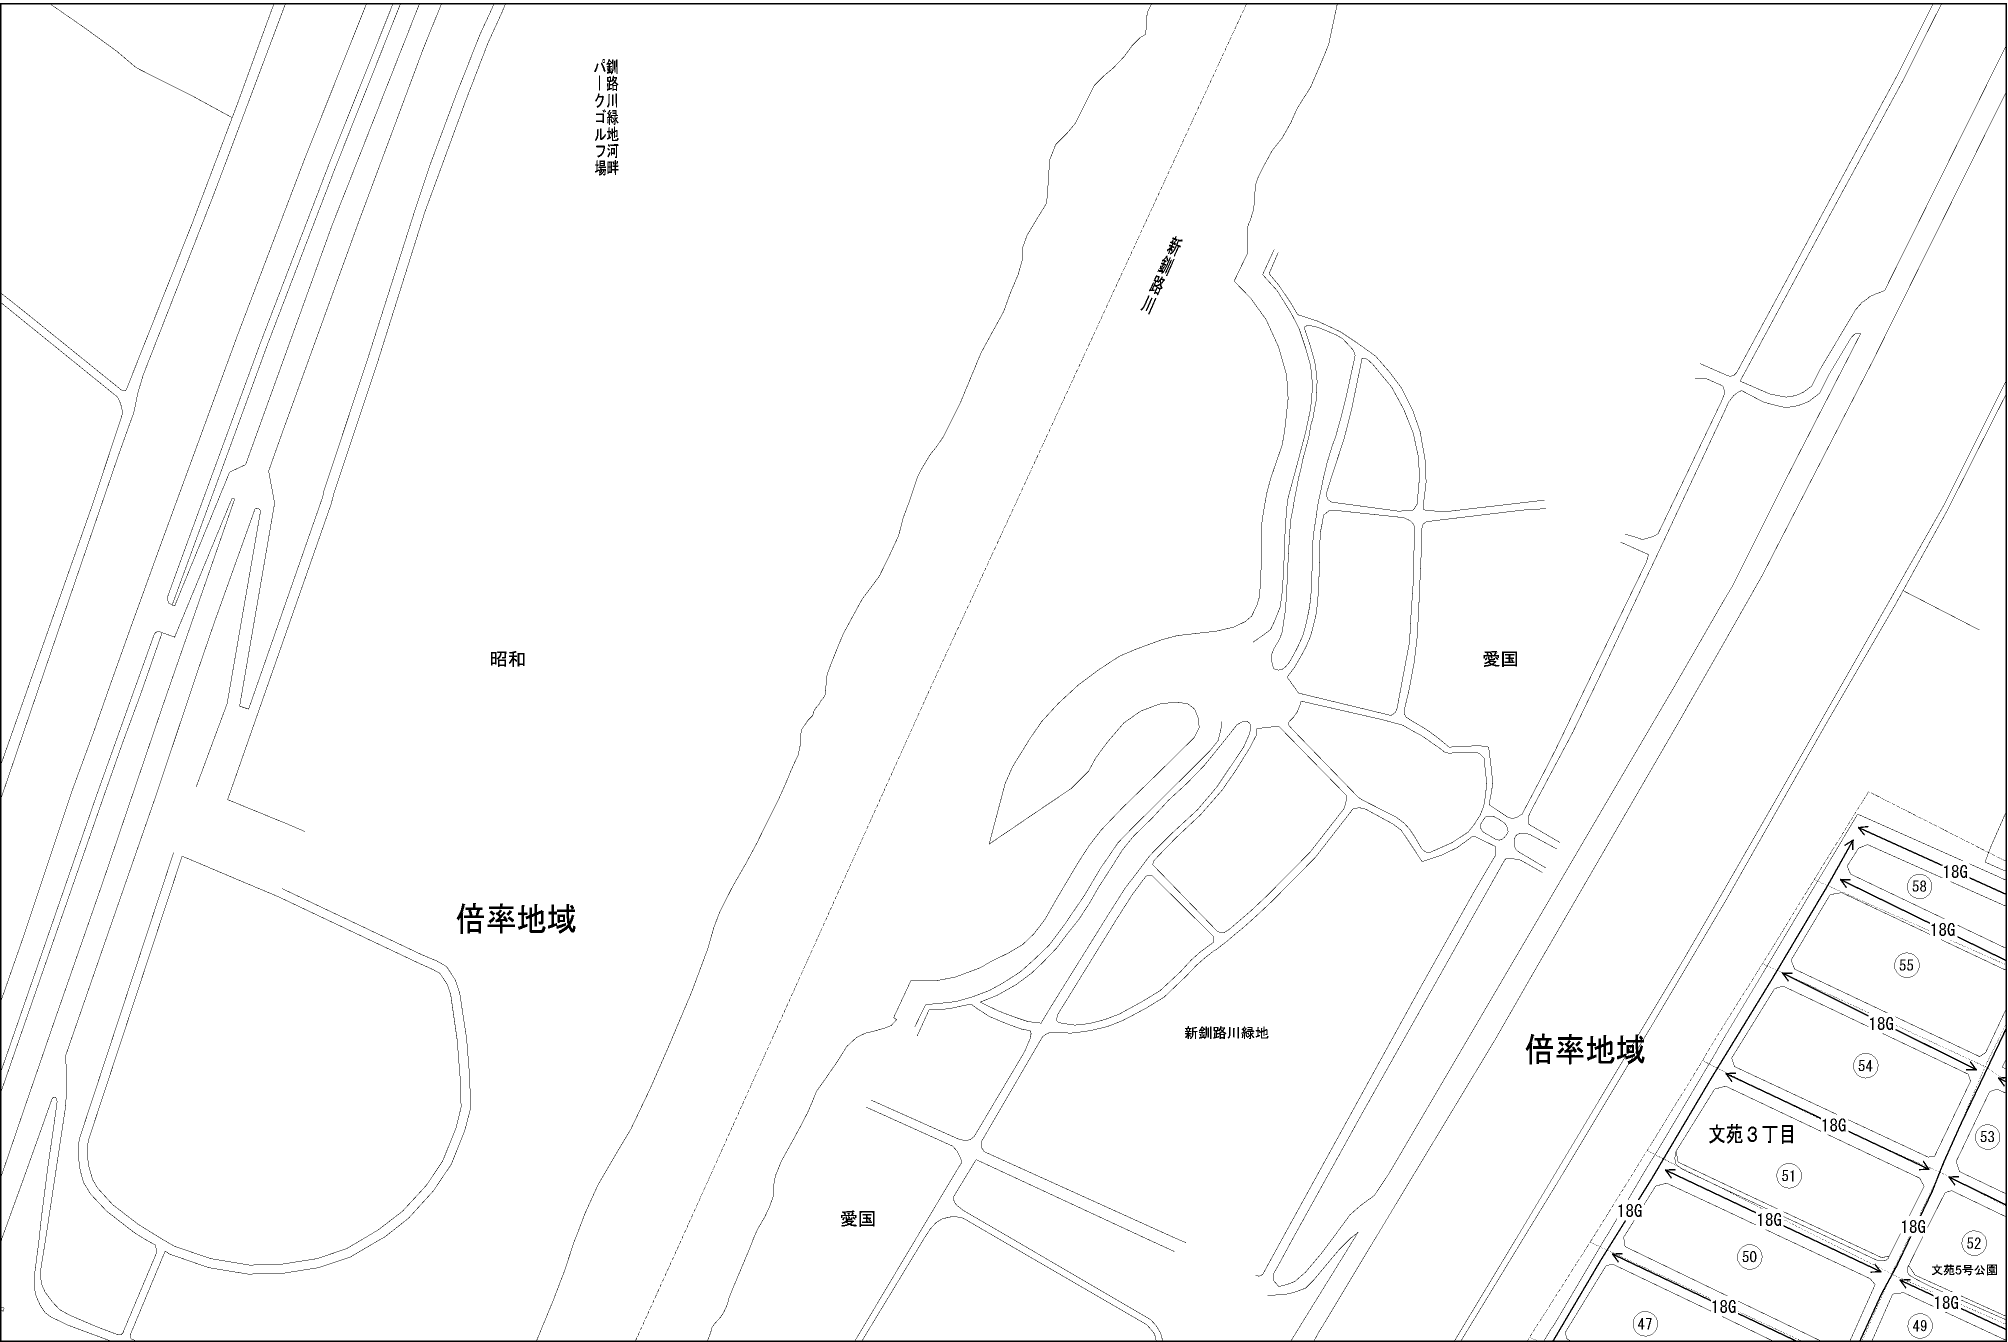 釧路川緑地河畔
パークゴルフ場
新釧路川
昭和
愛国
倍率地域
18G
58
18G
55
新釧路川緑地
18G
倍率地域
54
18G
文苑3丁目
53
51
愛国
18G
18G
18G
52
50
文苑5号公園
18G
18G
47
49